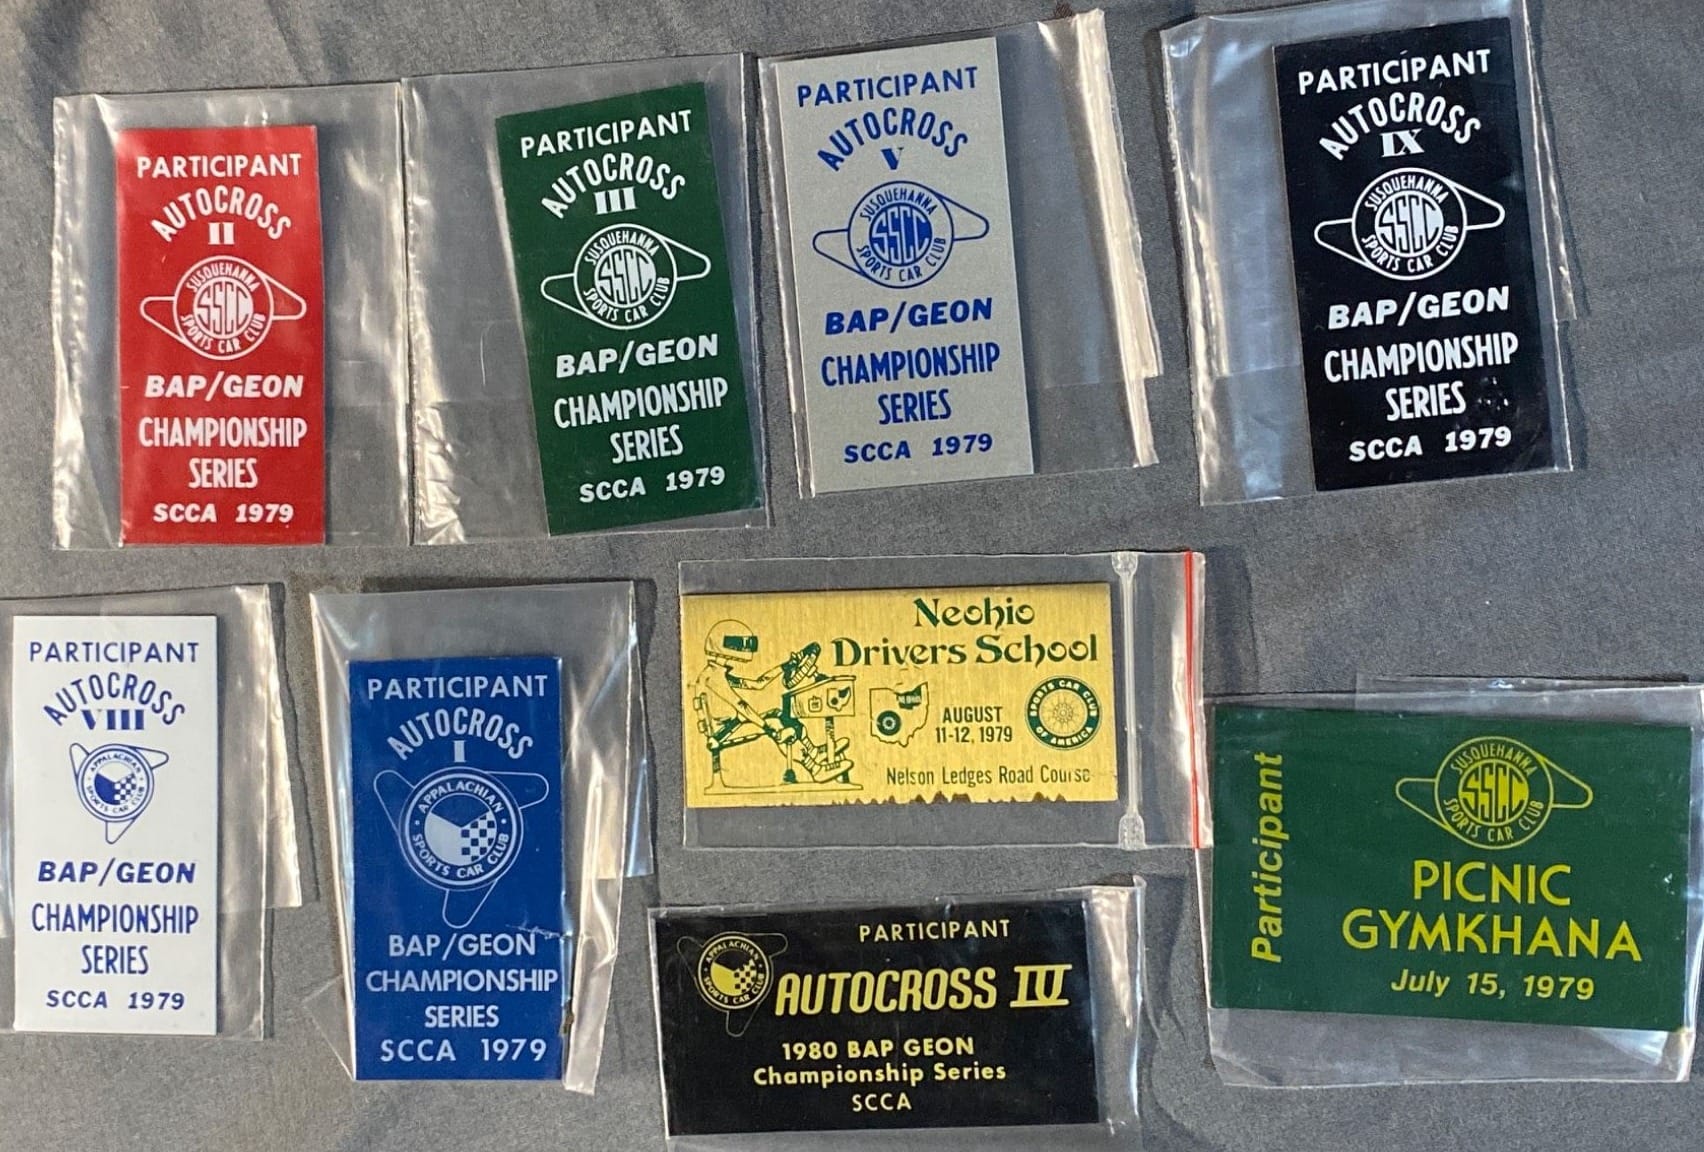 PARTICIPANT
AUTOCROSS
II
SUSQUEHANNA
SSCC
SPORTS CAR CLUB
BAP/GEON
CHAMPIONSHIP
SERIES
SCCA 1979
PARTICIPANT
AUTOCROSS
III
SUSQUEHANNA
SSCC
SPORTS CAR CLUB
BAP/GEON
CHAMPIONSHIP
SERIES
SCCA 1979
PARTICIPANT
AUTOCROSS
V
SUSQUEHANNA
SSCC
SPORTS CAR CLUB
BAP/GEON
CHAMPIONSHIP
SERIES
SCCA 1979
PARTICIPANT
AUTOCROSS
IX
SUSQUEHANNA
SSCC
SPORTS CAR CLUB
BAP/GEON
CHAMPIONSHIP
SERIES
SCCA 1979
PARTICIPANT
AUTOCROSS
VIII
APPALACHIAN
SPORTS CAR CLUB
BAP/GEON
CHAMPIONSHIP
SERIES
SCCA 1979
PARTICIPANT
AUTOCROSS
I
APPALACHIAN
SPORTS CAR CLUB
BAP/GEON
CHAMPIONSHIP
SERIES
SCCA 1979
Neohio
Drivers School
AUGUST
11-12, 1979
SPORTS CAR CLUB
OF AMERICA
Nelson Ledges Road Course
PARTICIPANT
APPALACHIAN
SPORTS CAR CLUB
AUTOCROSS IV
1980 BAP GEON
Championship Series
SCCA
Participant
SUSQUEHANNA
SSCC
SPORTS CAR CLUB
PICNIC
GYMKHANA
July 15, 1979